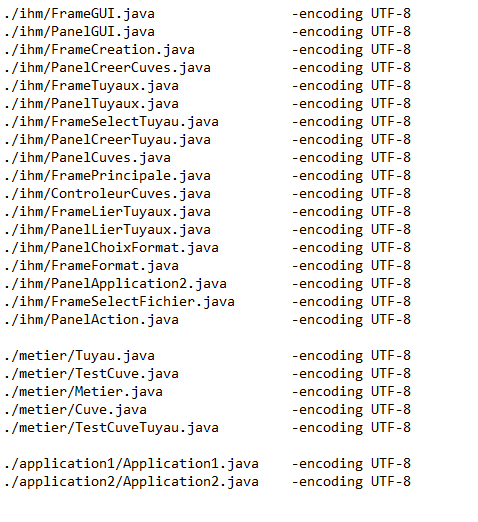 ./ihm/FrameGUI.java -encoding UTF-8
./ihm/PanelGUI.java -encoding UTF-8
./ihm/FrameCreation.java -encoding UTF-8
./ihm/PanelCreerCuves.java -encoding UTF-8
./ihm/FrameTuyaux.java -encoding UTF-8
./ihm/PanelTuyaux.java -encoding UTF-8
./ihm/FrameSelectTuyau.java -encoding UTF-8
./ihm/PanelCreerTuyau.java -encoding UTF-8
./ihm/PanelCuves.java -encoding UTF-8
./ihm/FramePrincipale.java -encoding UTF-8
./ihm/ControleurCuves.java -encoding UTF-8
./ihm/FrameLierTuyaux.java -encoding UTF-8
./ihm/PanelLierTuyaux.java -encoding UTF-8
./ihm/PanelChoixFormat.java -encoding UTF-8
./ihm/FrameFormat.java -encoding UTF-8
./ihm/PanelApplication2.java -encoding UTF-8
./ihm/FrameSelectFichier.java -encoding UTF-8
./ihm/PanelAction.java -encoding UTF-8

./metier/Tuyau.java -encoding UTF-8
./metier/TestCuve.java -encoding UTF-8
./metier/Metier.java -encoding UTF-8
./metier/Cuve.java -encoding UTF-8
./metier/TestCuveTuyau.java -encoding UTF-8

./application1/Application1.java -encoding UTF-8
./application2/Application2.java -encoding UTF-8